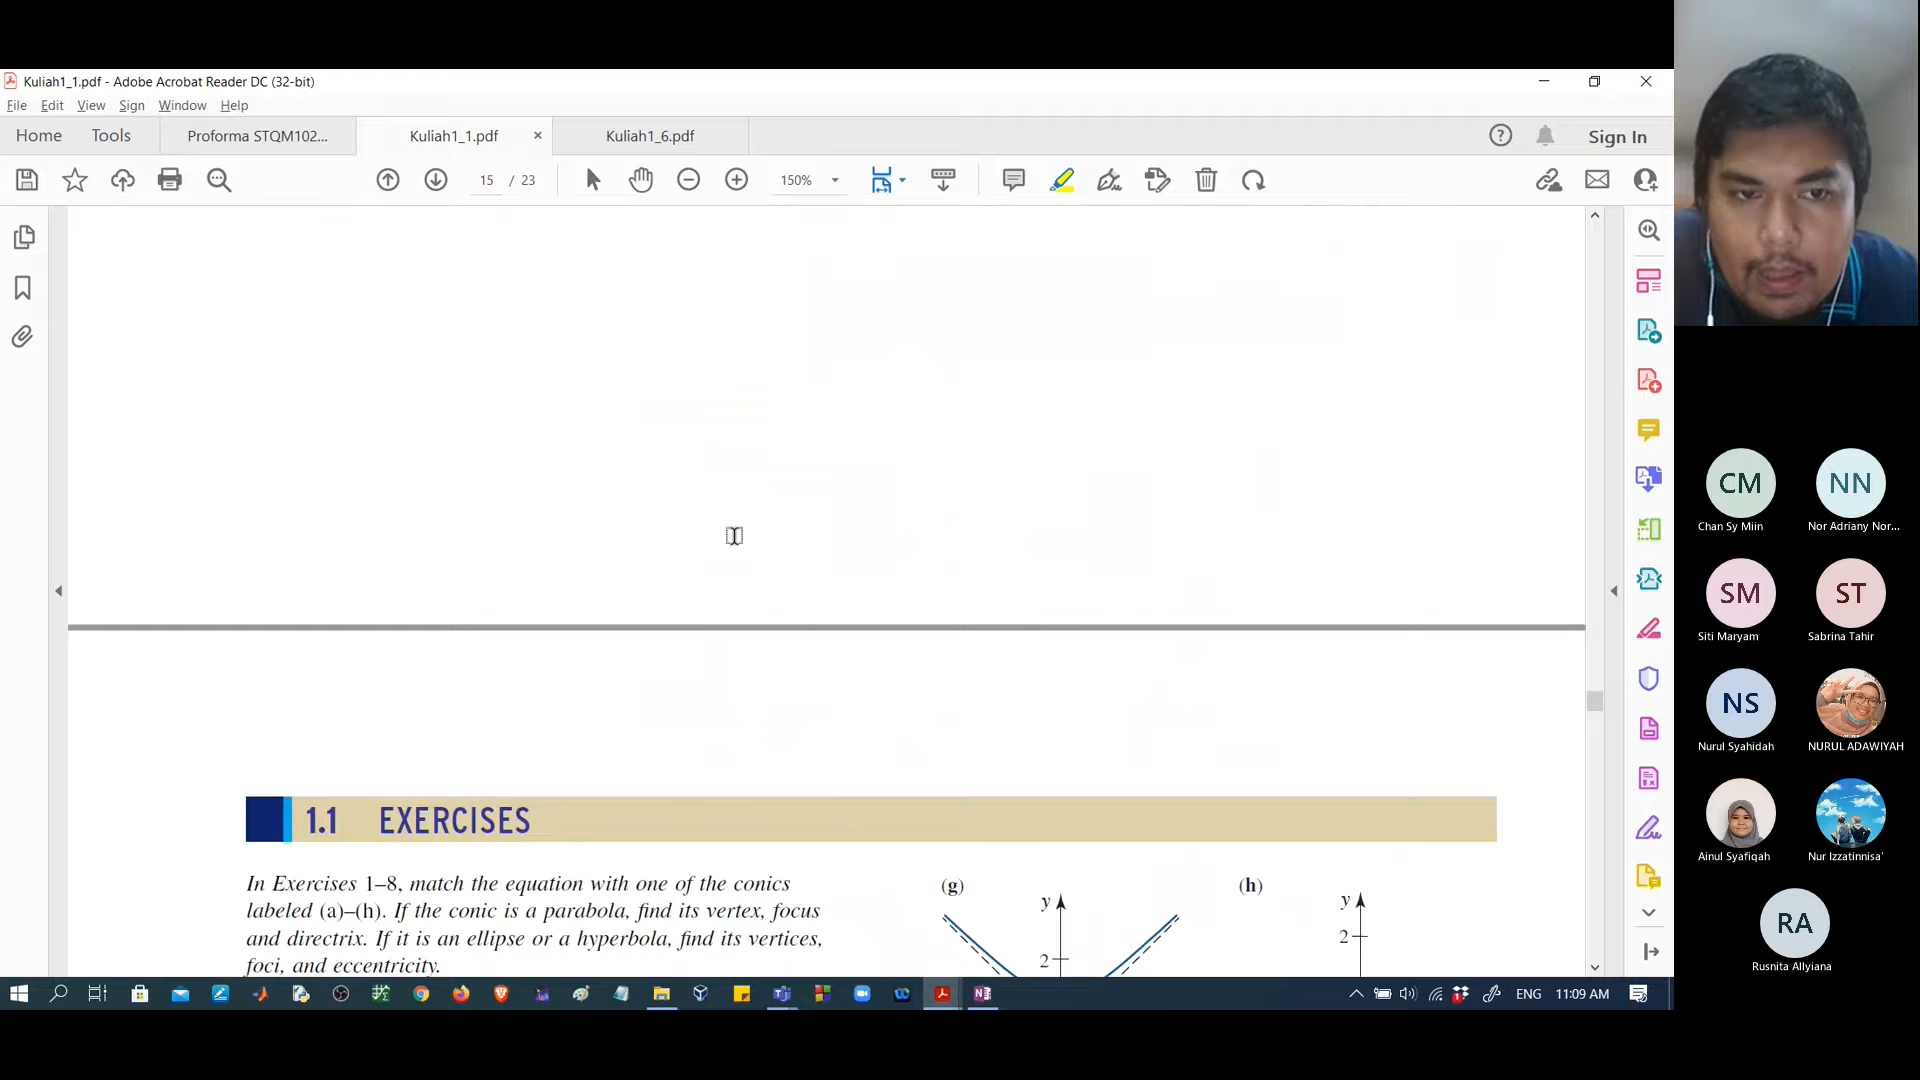 Kuliah1_1.pdf - Adobe Acrobat Reader DC (32-bit)
File Edit View Sign Window Help
Home Tools Proforma STQM102... Kuliah1_1.pdf × Kuliah1_6.pdf Sign In
15 / 23 150%
1.1 EXERCISES
In Exercises 1–8, match the equation with one of the conics
labeled (a)–(h). If the conic is a parabola, find its vertex, focus
and directrix. If it is an ellipse or a hyperbola, find its vertices,
foci, and eccentricity.
(g)
y
2
(h)
y
2
ENG 11:09 AM
CM
Chan Sy Miin
NN
Nor Adriany Nor...
SM
Siti Maryam
ST
Sabrina Tahir
NS
Nurul Syahidah
NURUL ADAWIYAH
Ainul Syafiqah
Nur Izzatinnisa'
RA
Rusnita Allyiana